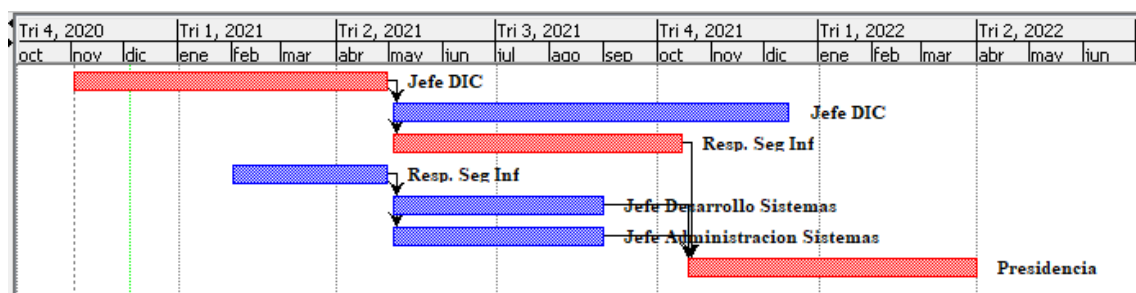 Tri 4, 2020 Tri 1, 2021 Tri 2, 2021 Tri 3, 2021 Tri 4, 2021 Tri 1, 2022 Tri 2, 2022
oct nov dic ene feb mar abr may jun jul ago sep oct nov dic ene feb mar abr may jun
Jefe DIC
Jefe DIC
Resp. Seg Inf
Resp. Seg Inf
Jefe Desarrollo Sistemas
Jefe Administracion Sistemas
Presidencia